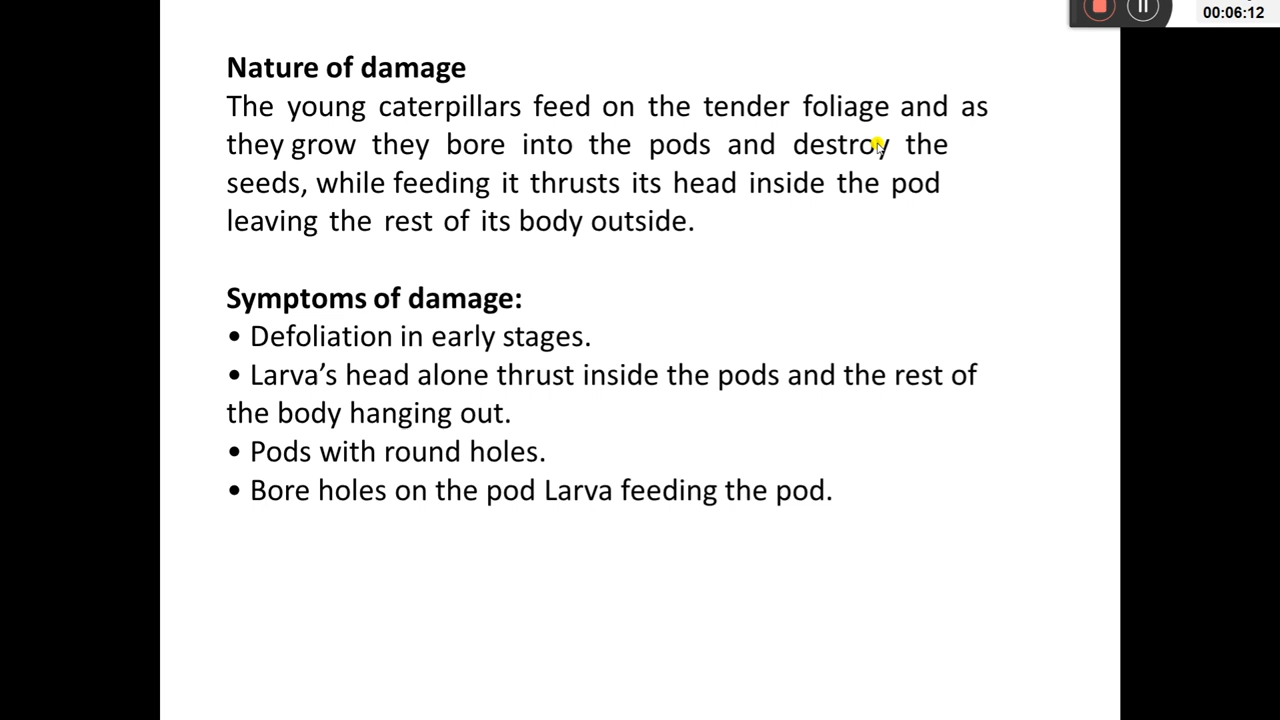 00:06:12
Nature of damage
The young caterpillars feed on the tender foliage and as
they grow they bore into the pods and destroy the
seeds, while feeding it thrusts its head inside the pod
leaving the rest of its body outside.
Symptoms of damage:
• Defoliation in early stages.
• Larva’s head alone thrust inside the pods and the rest of
the body hanging out.
• Pods with round holes.
• Bore holes on the pod Larva feeding the pod.